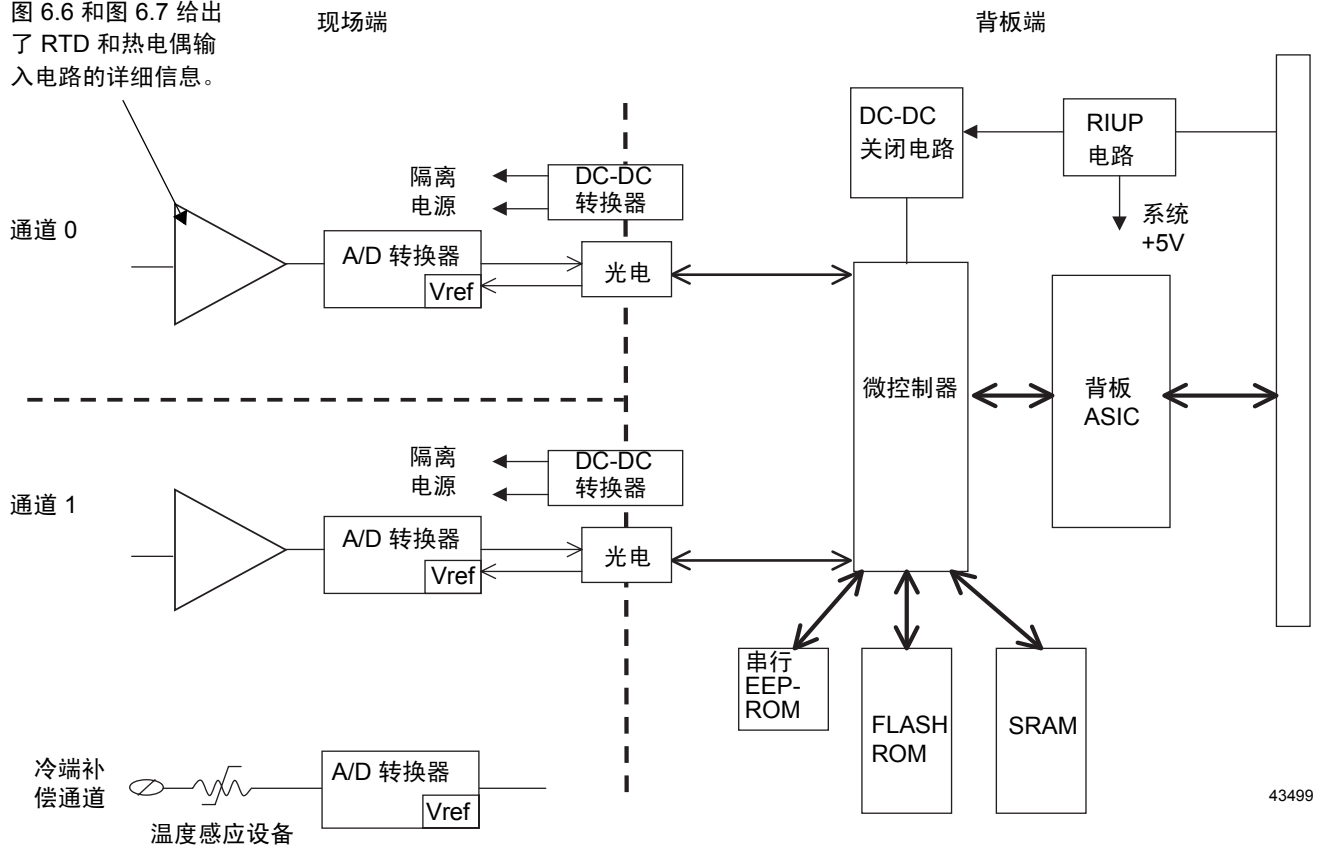 图 6.6 和图 6.7 给出
了 RTD 和热电偶输
入电路的详细信息。
现场端
背板端
DC-DC
关闭电路
RIUP
电路
系统
+5V
隔离
电源
DC-DC
转换器
通道 0
A/D 转换器
Vref
光电
微控制器
背板
ASIC
隔离
电源
DC-DC
转换器
通道 1
A/D 转换器
Vref
光电
串行
EEP-
ROM
FLASH
ROM
SRAM
冷端补
偿通道
A/D 转换器
Vref
温度感应设备
43499